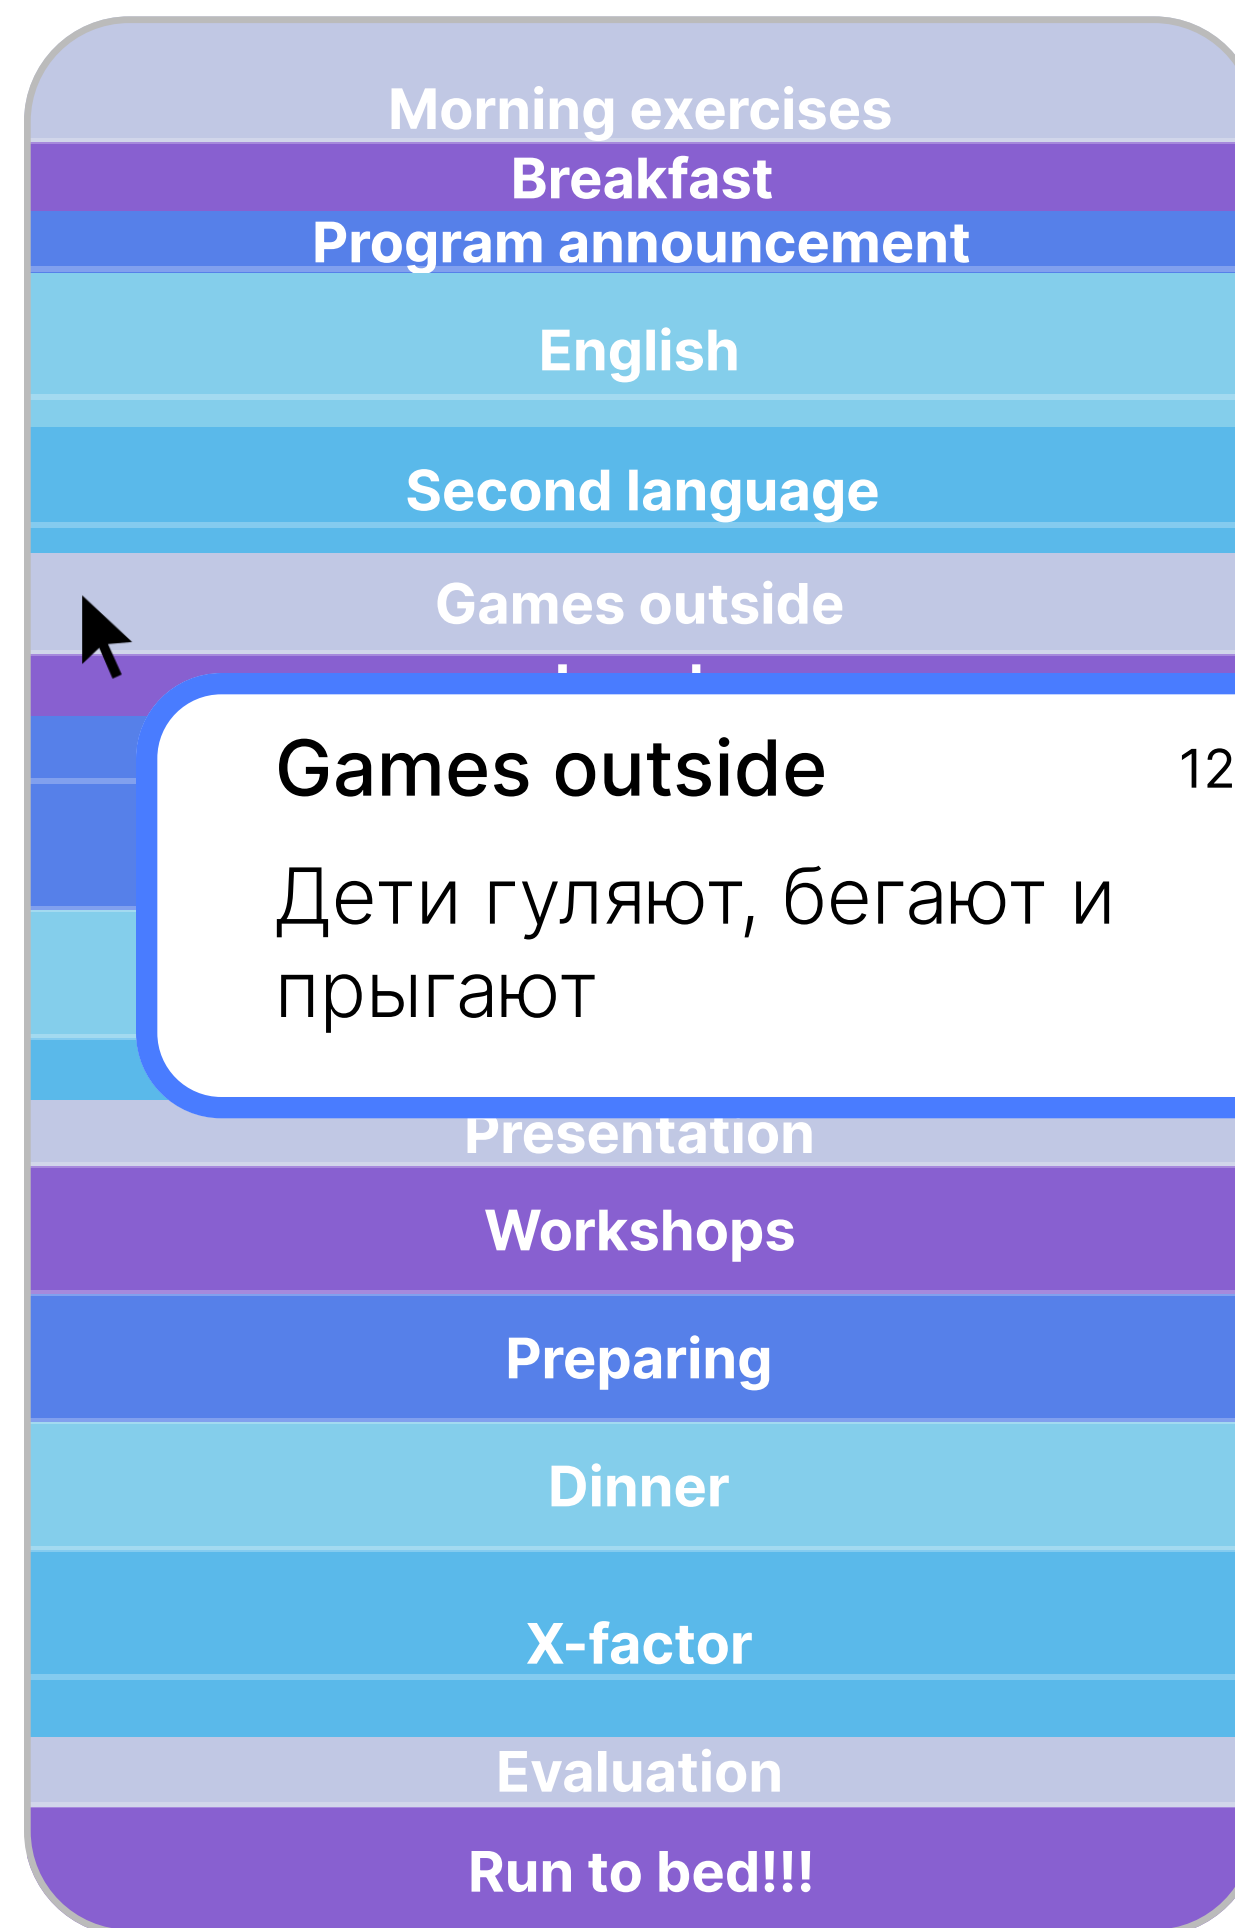 Morning exercises
Breakfast
Program announcement
English
Second language
Games outside
Games outside 12
Дети гуляют, бегают и
прыгают
Presentation
Workshops
Preparing
Dinner
X-factor
Evaluation
Run to bed!!!